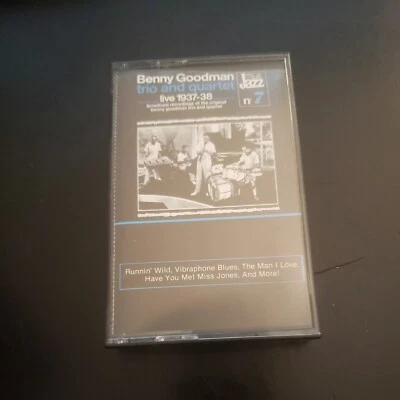 Benny Goodman
trio and quartet
live 1937-38
Broadcast recordings of the original
Benny goodman trio and quartet
Jazz
n° 7
Runnin' Wild, Vibraphone Blues, The Man I Love,
Have You Met Miss Jones, And More!